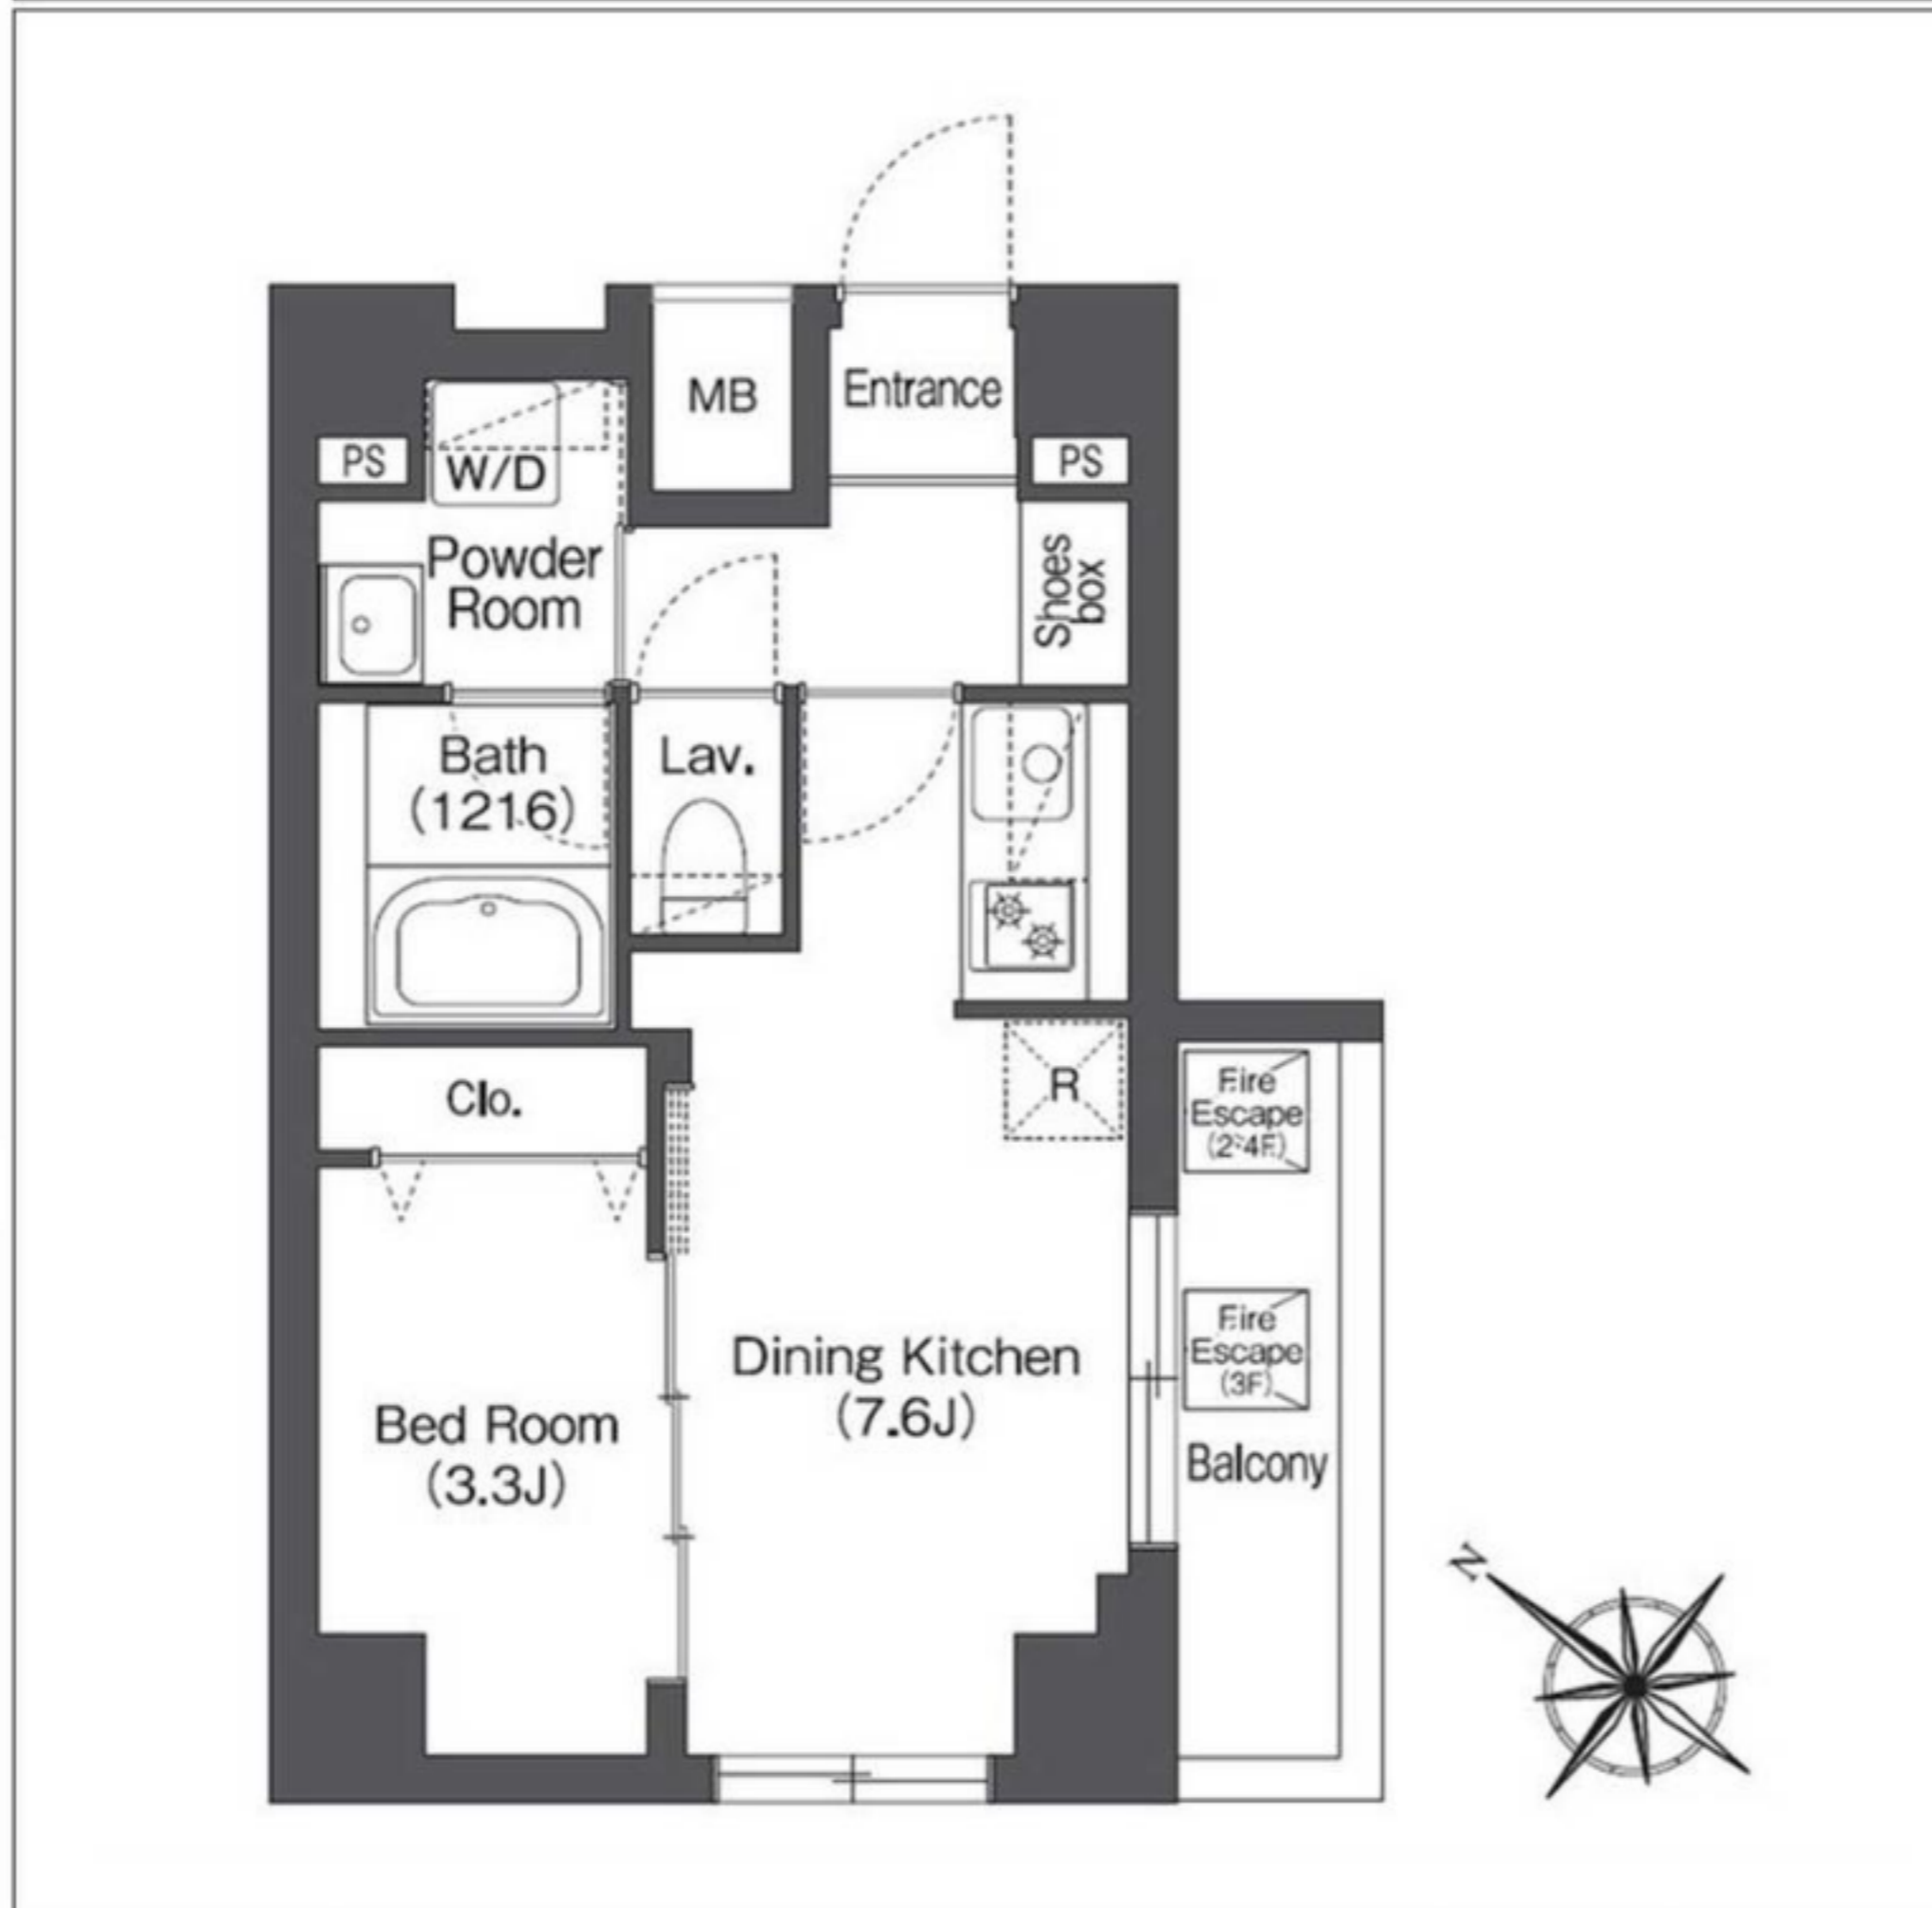 MB
Entrance
PS
W/D
PS
Powder
Room
Shoes
box
Bath
(1216)
Lav.
Clo.
R
Fire
Escape
(2·4F)
Fire
Escape
(3F)
Dining Kitchen
(7.6J)
Bed Room
(3.3J)
Balcony
N